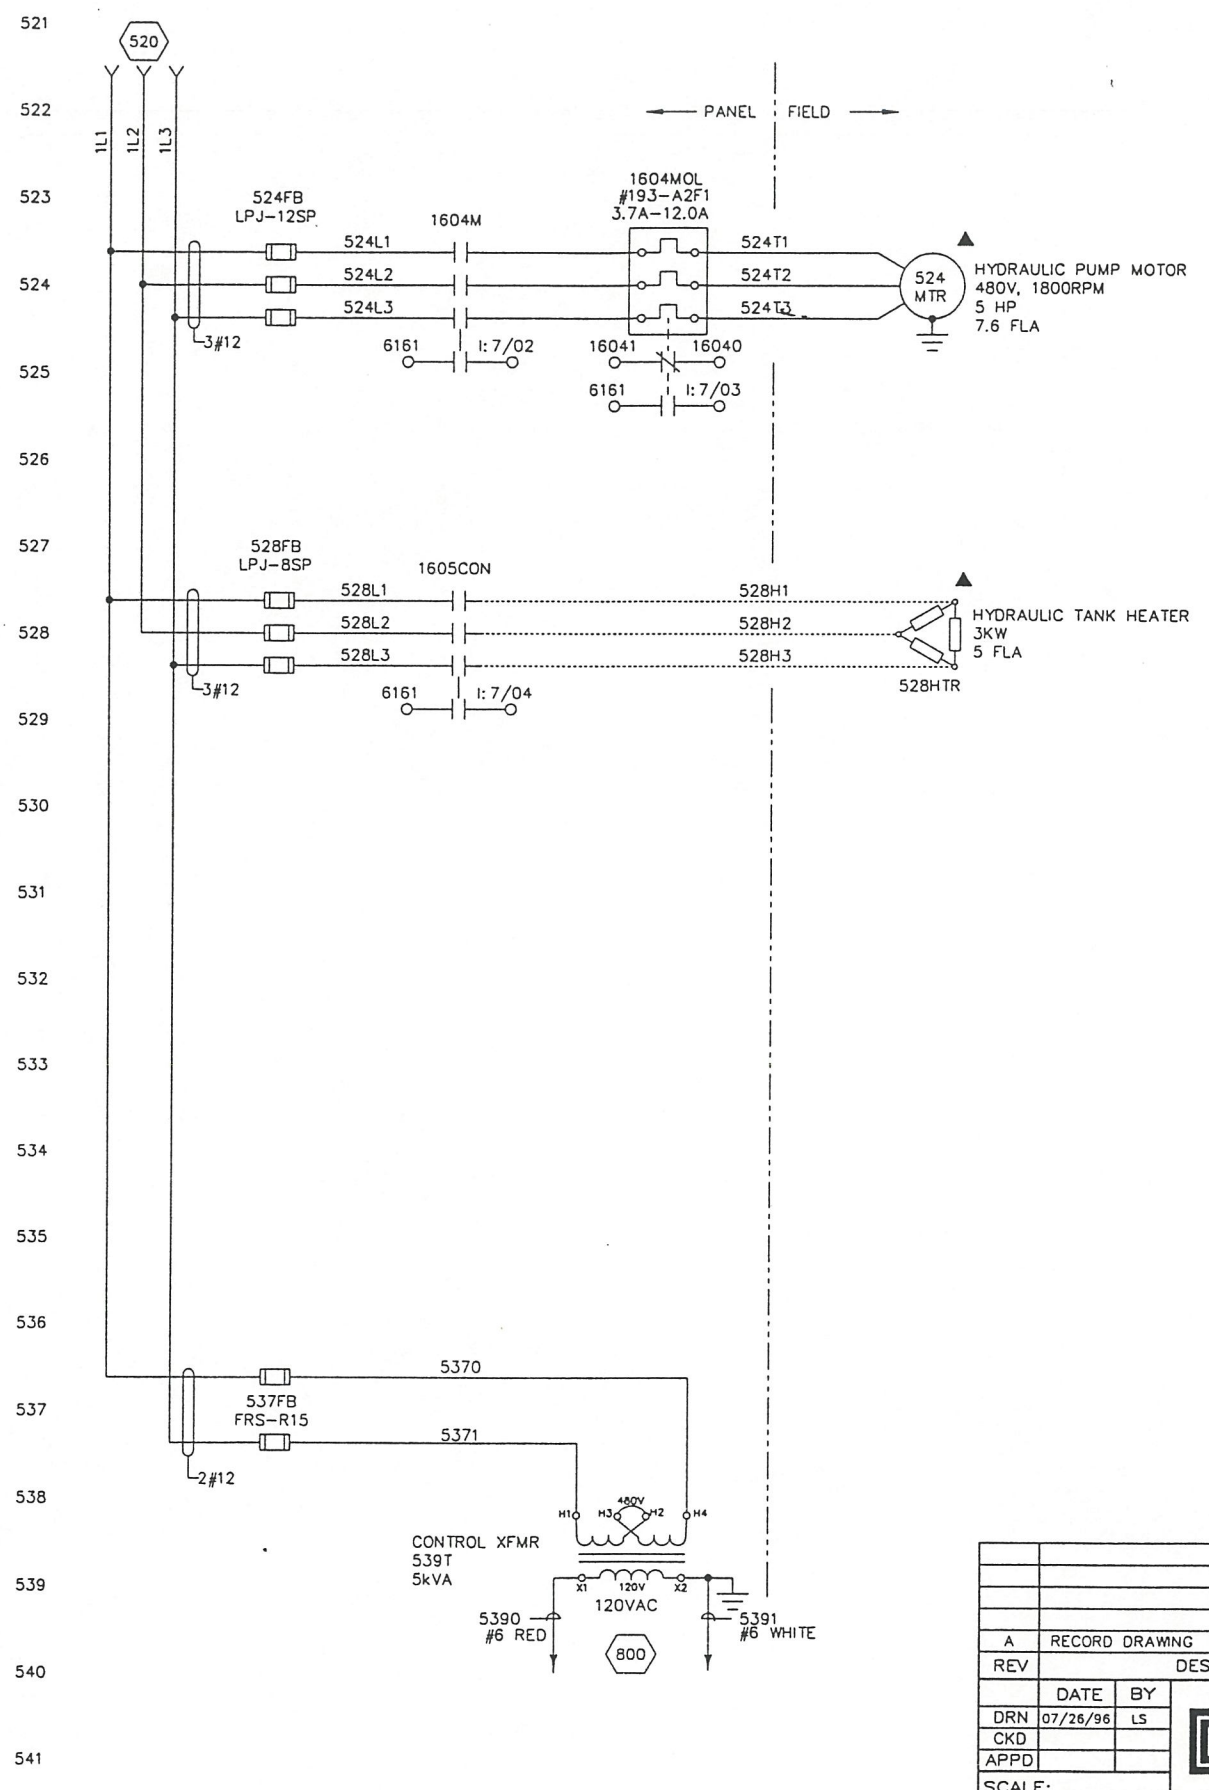 521
520
522
1L1
1L2
1L3
PANEL
FIELD
523
524FB
LPJ-12SP
1604M
1604MOL
#193-A2F1
3.7A-12.0A
524L1
524T1
524
524L2
524T2
524
MTR
HYDRAULIC PUMP MOTOR
480V, 1800RPM
5 HP
7.6 FLA
524L3
524T3
3#12
6161
I:7/02
16041
16040
525
6161
I:7/03
526
527
528FB
LPJ-8SP
1605CON
528L1
528H1
528
528L2
528H2
HYDRAULIC TANK HEATER
3KW
5 FLA
528L3
528H3
528HTR
3#12
6161
I:7/04
529
530
531
532
533
534
535
536
5370
537
537FB
FRS-R15
5371
2#12
538
480V
H1
H3
H2
H4
CONTROL XFMR
539T
5kVA
539
X1
120V
X2
120VAC
5390
#6 RED
5391
#6 WHITE
800
540
541
A RECORD DRAWING
REV DES
DATE BY
DRN 07/26/96 LS
CKD
APPD
SCALE: